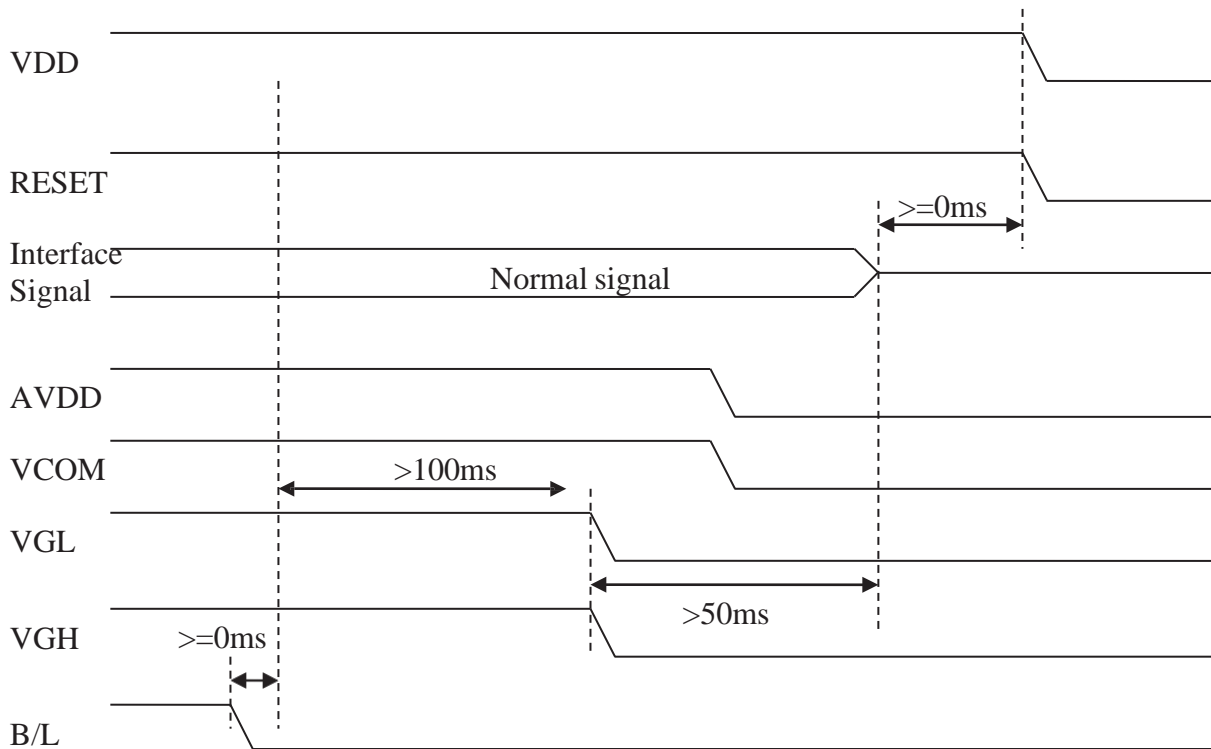 VDD
RESET
>=0ms
Interface
Signal
Normal signal
AVDD
VCOM
>100ms
VGL
>50ms
VGH
>=0ms
B/L